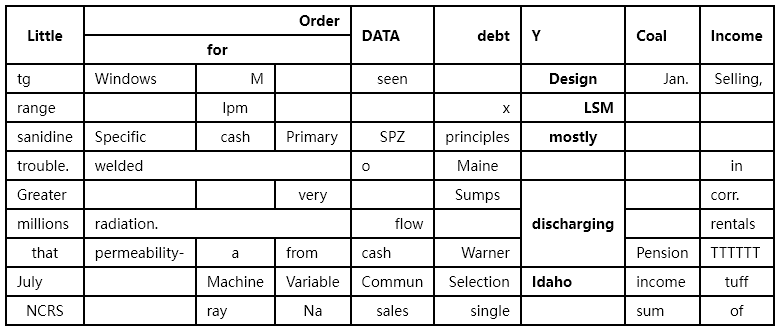 Little Order DATA debt Y Coal Income
for
tg Windows M seen Design Jan. Selling,
range lpm x LSM
sanidine Specific cash Primary SPZ principles mostly
trouble. welded o Maine in
Greater very Sumps corr.
millions radiation. flow discharging rentals
that permeability- a from cash Warner Pension TTTTTT
July Machine Variable Commun Selection Idaho income tuff
NCRS ray Na sales single sum of